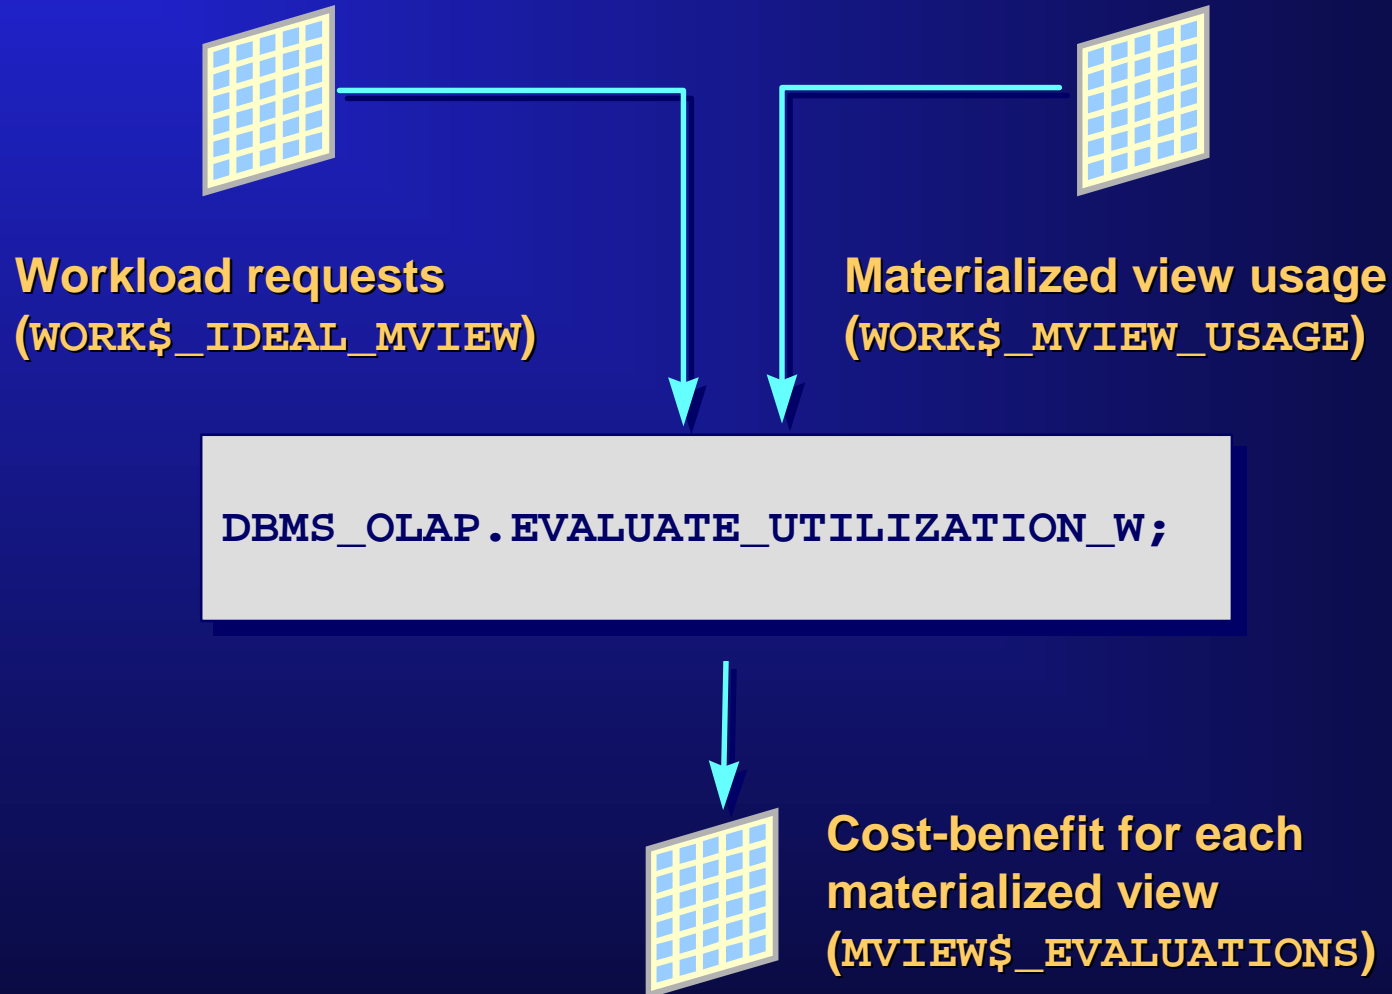 Workload requests
(WORK$_IDEAL_MVIEW)
Materialized view usage
(WORK$_MVIEW_USAGE)
DBMS_OLAP.EVALUATE_UTILIZATION_W;
Cost-benefit for each
materialized view
(MVIEW$_EVALUATIONS)